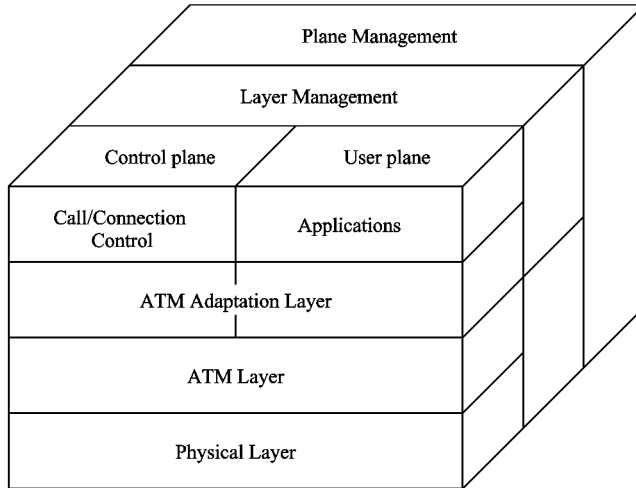 Plane Management
Layer Management
Control plane
User plane
Call/Connection
Control
Applications
ATM Adaptation Layer
ATM Layer
Physical Layer